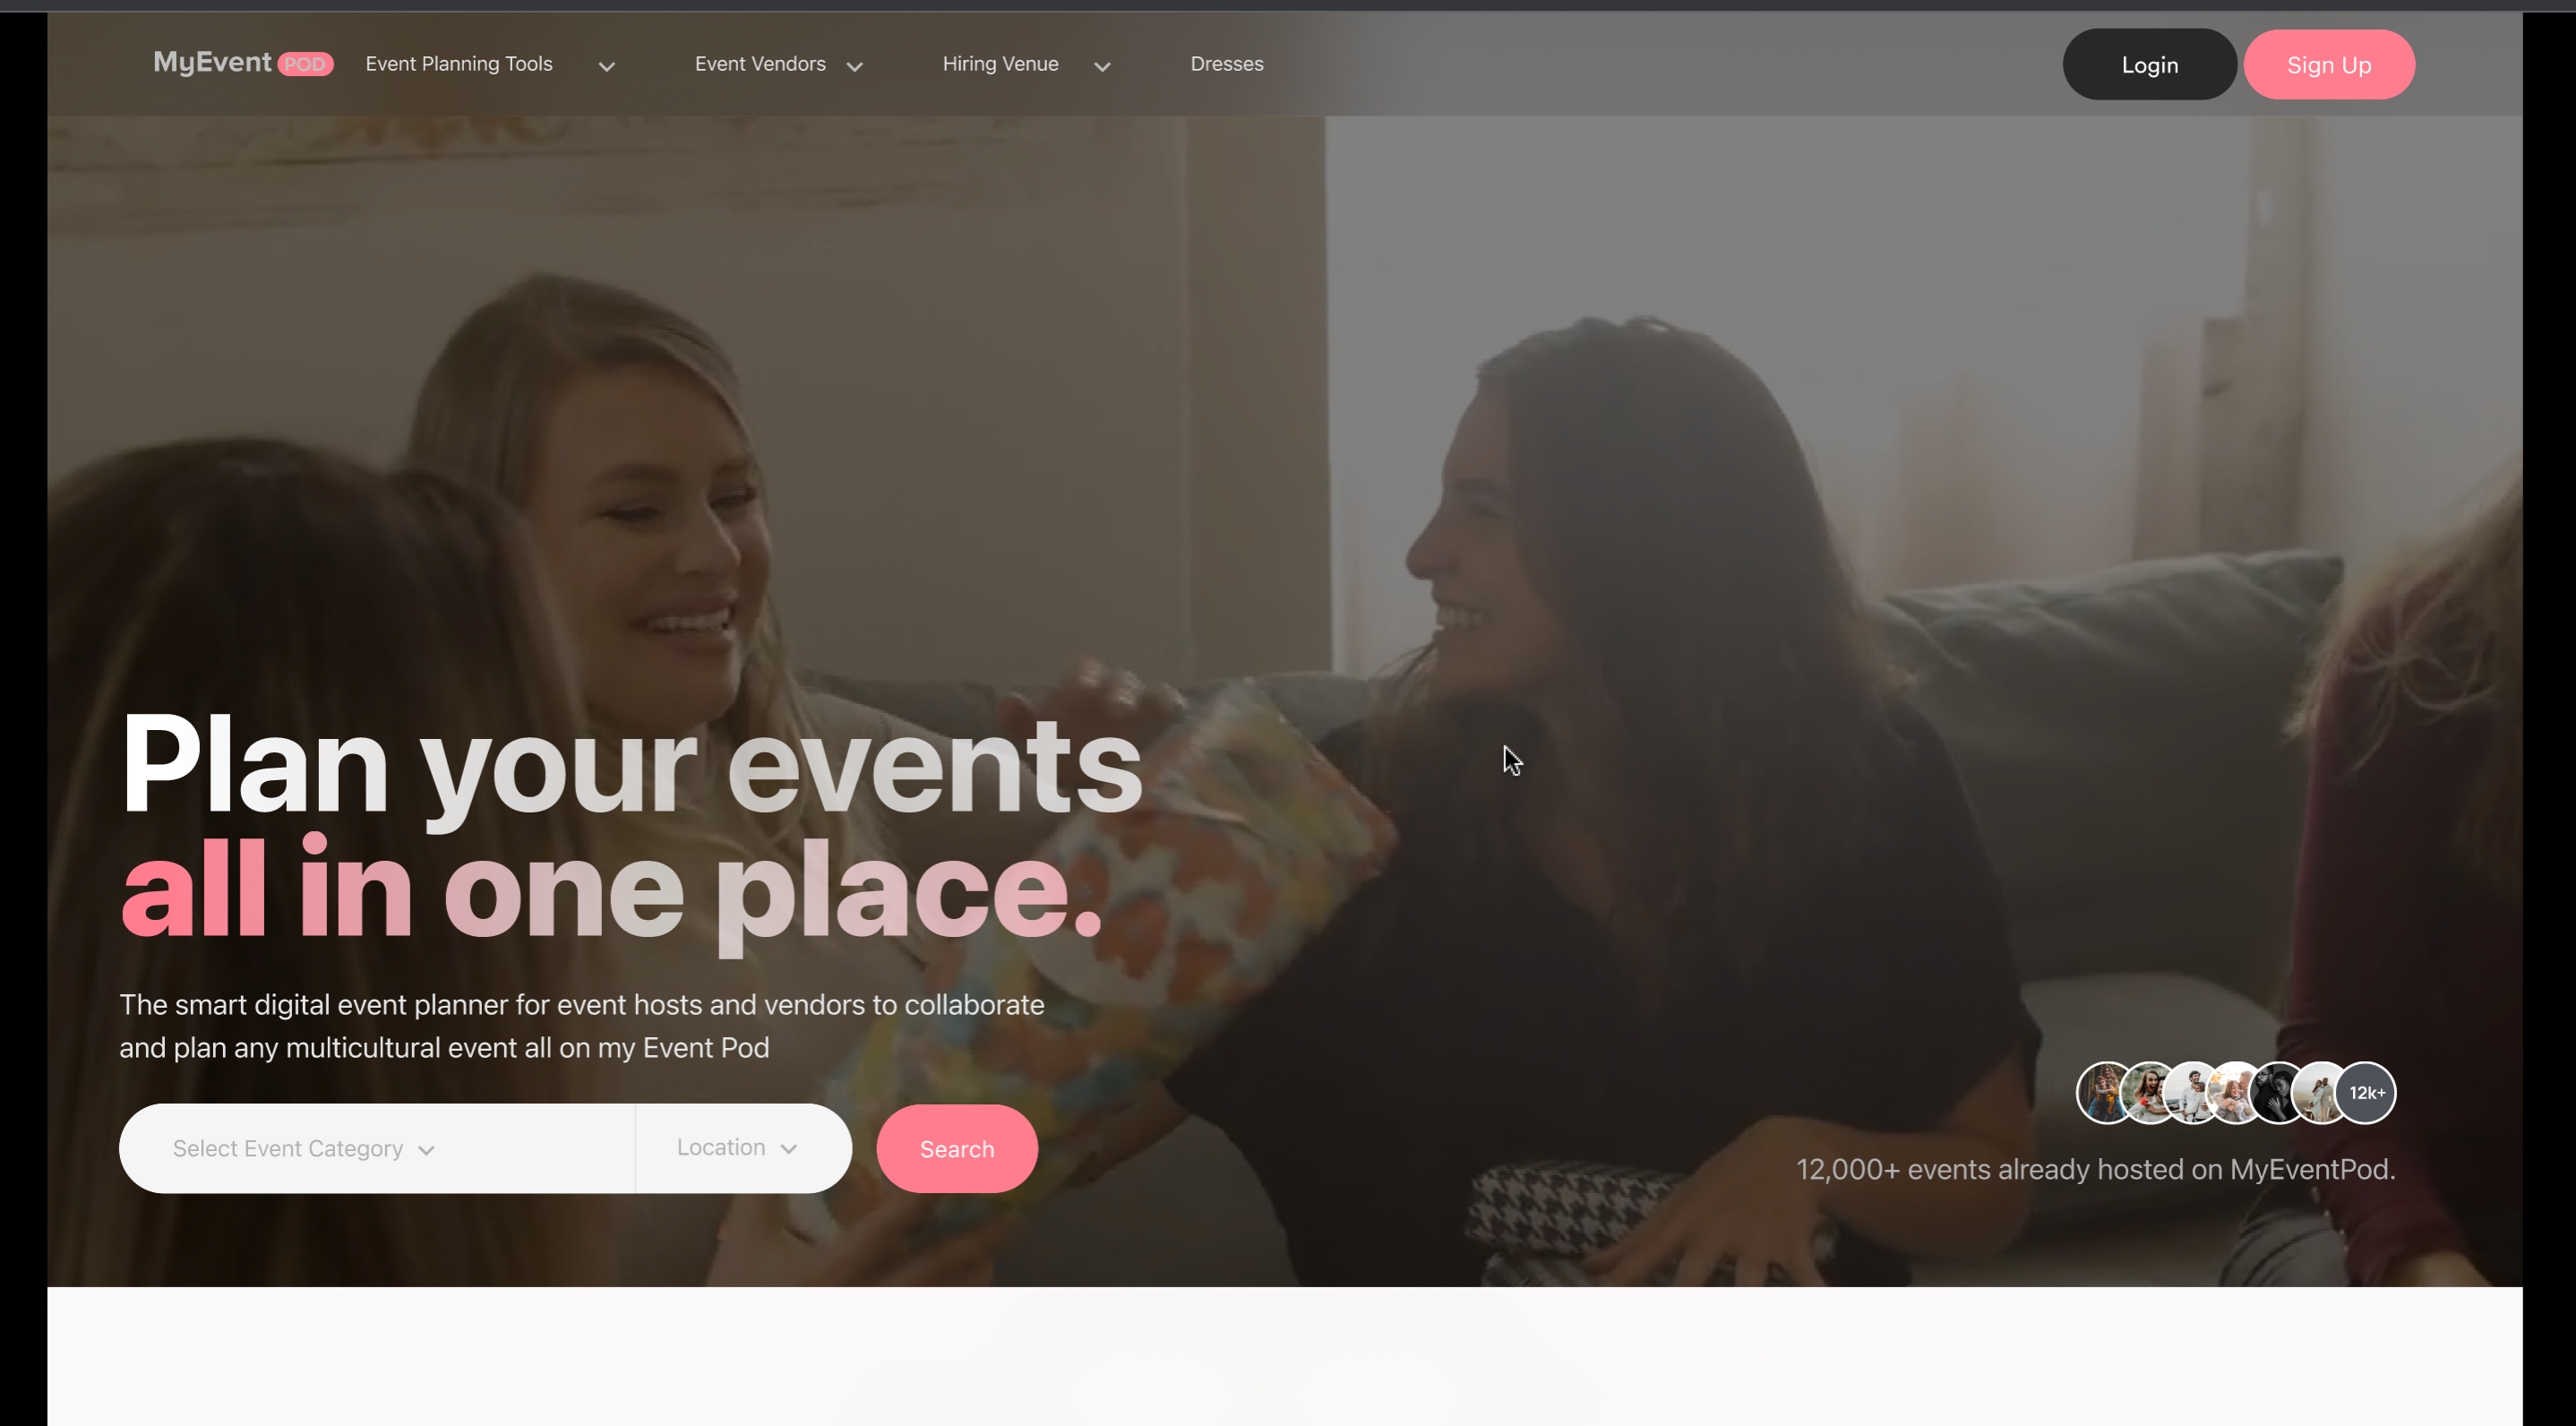 MyEvent POD
Event Planning Tools
Event Vendors
Hiring Venue
Dresses
Login
Sign Up
Plan your events
all in one place.
The smart digital event planner for event hosts and vendors to collaborate
and plan any multicultural event all on my Event Pod
Select Event Category
Location
Search
12k+
12,000+ events already hosted on MyEventPod.